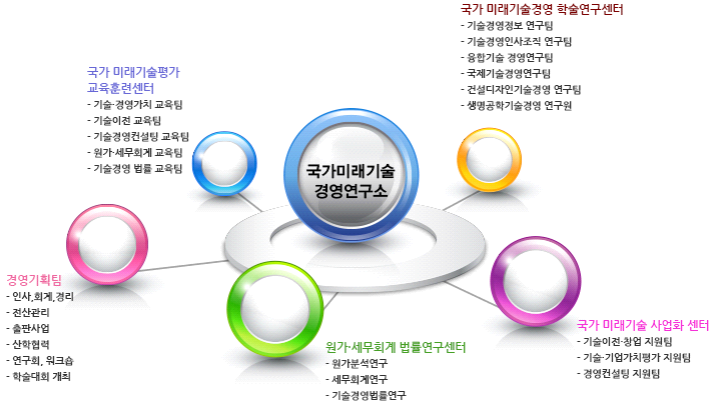 국가 미래기술경영 학술연구센터
- 기술경영정보 연구팀
- 기술경영인사조직 연구팀
- 융합기술 경영연구팀
- 국제기술경영연구팀
- 건설디자인기술경영 연구팀
- 생명공학기술경영 연구원
국가 미래기술평가
교육훈련센터
- 기술·경영가치 교육팀
- 기술이전 교육팀
- 기술경영컨설팅 교육팀
- 원가·세무회계 교육팀
- 기술경영 법률 교육팀
국가미래기술
경영연구소
경영기획팀
- 인사,회계,경리
- 전산관리
- 출판사업
- 산학협력
- 연구회, 워크숍
- 학술대회 개최
원가·세무회계 법률연구센터
- 원가분석연구
- 세무회계연구
- 기술경영법률연구
국가 미래기술 사업화 센터
- 기술이전·창업 지원팀
- 기술·기업가치평가 지원팀
- 경영컨설팅 지원팀